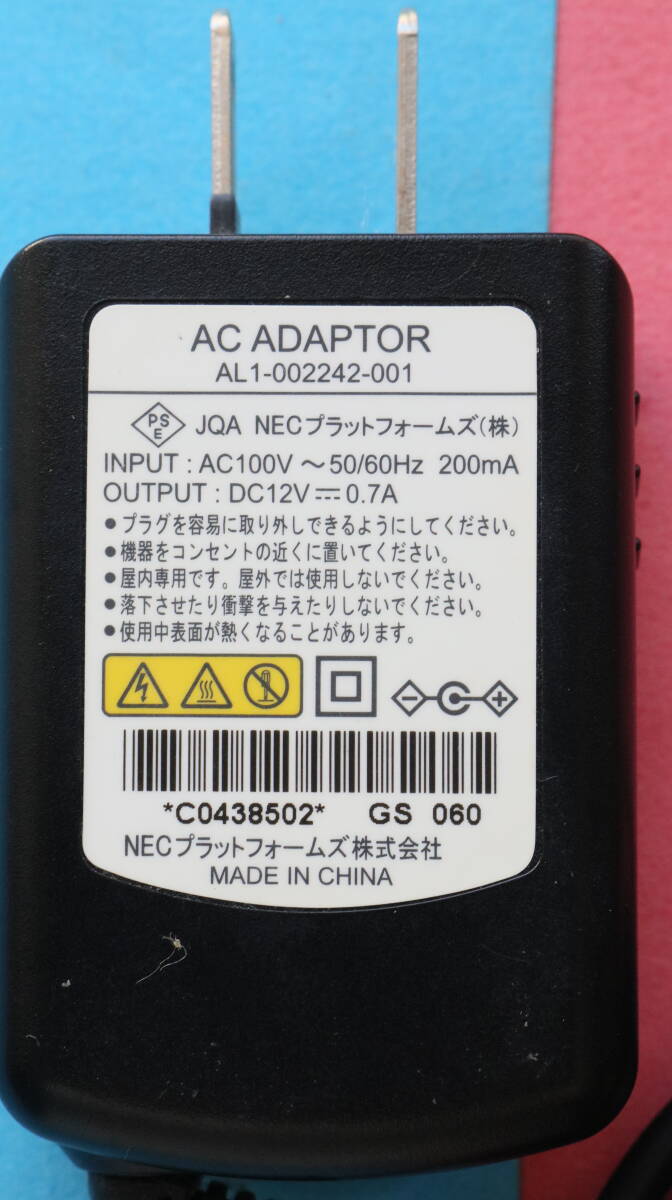 AC ADAPTOR
AL1-002242-001
PS E JQA NECプラットフォームズ(株)
INPUT : AC100V ～ 50/60Hz 200mA
OUTPUT : DC12V ⎓ 0.7A
●プラグを容易に取り外しできるようにしてください。
●機器をコンセントの近くに置いてください。
●屋内専用です。屋外では使用しないでください。
●落下させたり衝撃を与えたりしないでください。
●使用中表面が熱くなることがあります。
*C0438502* GS 060
NECプラットフォームズ株式会社
MADE IN CHINA